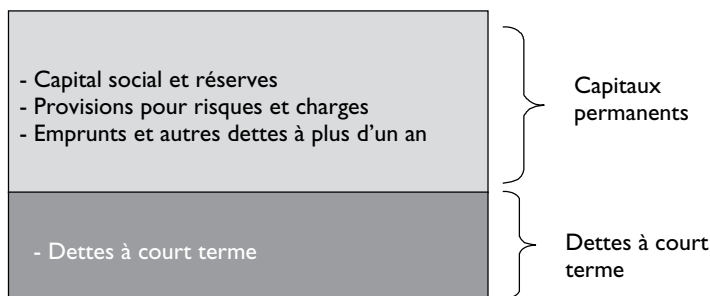 - Capital social et réserves
- Provisions pour risques et charges
- Emprunts et autres dettes à plus d’un an
Capitaux
permanents
- Dettes à court terme
Dettes à court
terme